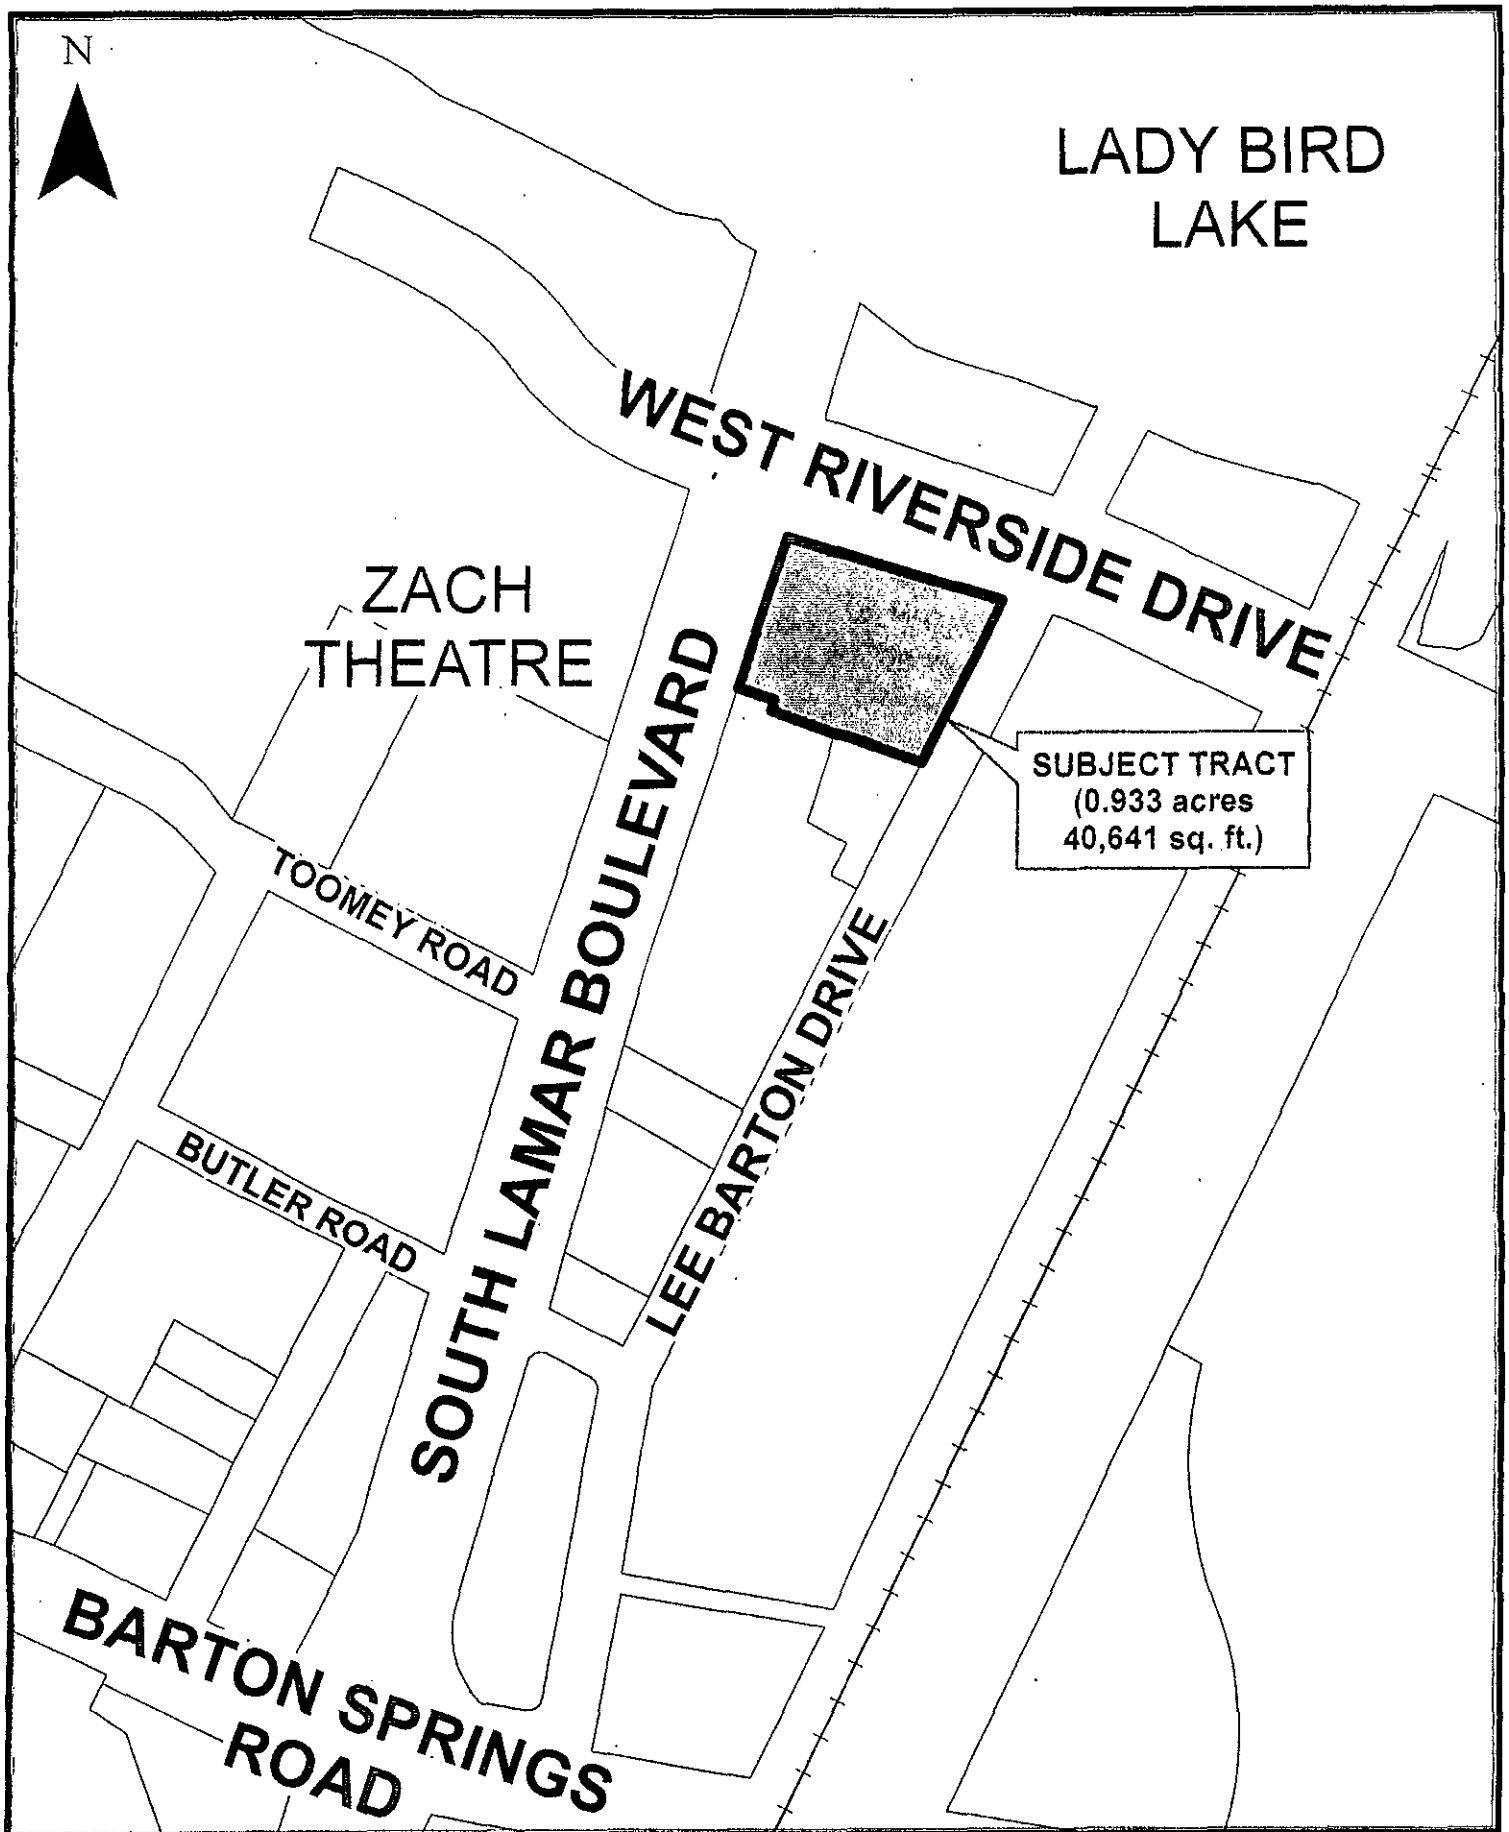 N
LADY BIRD
LAKE
WEST RIVERSIDE DRIVE
ZACH
THEATRE
SUBJECT TRACT
(0.933 acres
40,641 sq. ft.)
SOUTH LAMAR BOULEVARD
TOOMEY ROAD
LEE BARTON DRIVE
BUTLER ROAD
BARTON SPRINGS
ROAD